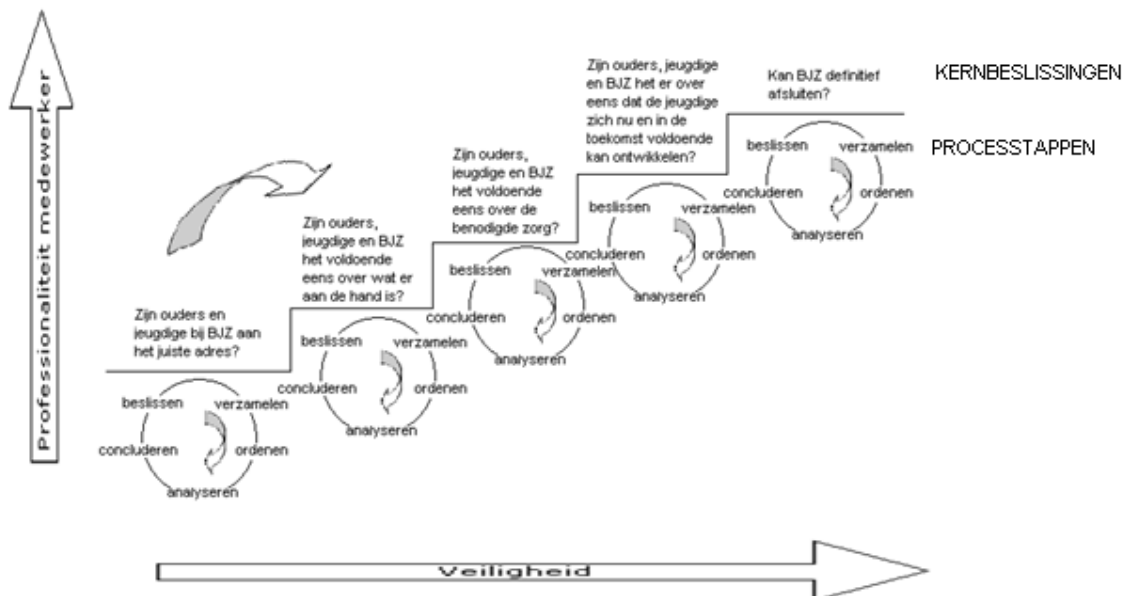 Professionaliteit medewerker
Zijn ouders en
jeugdige bij BJZ aan
het juiste adres?
beslissen
verzamelen
concluderen
ordenen
analyseren
Zijn ouders,
jeugdige en BJZ
het voldoende
eens over wat er
aan de hand is?
beslissen
verzamelen
concluderen
ordenen
analyseren
Zijn ouders,
jeugdige en BJZ
het voldoende
eens over de
benodigde zorg?
beslissen
verzamelen
concluderen
ordenen
analyseren
Zijn ouders, jeugdige
en BJZ het er over
eens dat de jeugdige
zich nu en in de
toekomst voldoende
kan ontwikkelen?
beslissen
verzamelen
concluderen
ordenen
analyseren
Kan BJZ definitief
afsluiten?
beslissen
verzamelen
concluderen
ordenen
analyseren
KERNBESLISSINGEN
PROCESSTAPPEN
Veiligheid